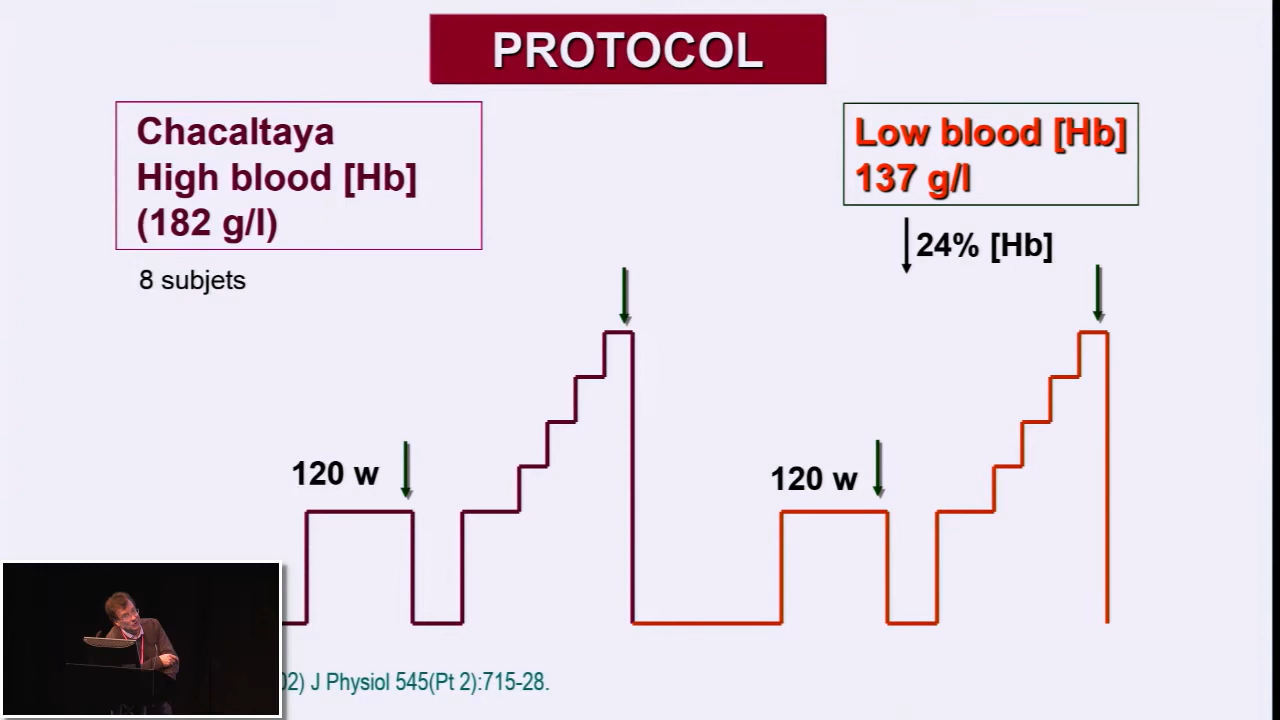 PROTOCOL
Chacaltaya
High blood [Hb]
(182 g/l)
8 subjets
Low blood [Hb]
137 g/l
24% [Hb]
120 w
120 w
02) J Physiol 545(Pt 2):715-28.